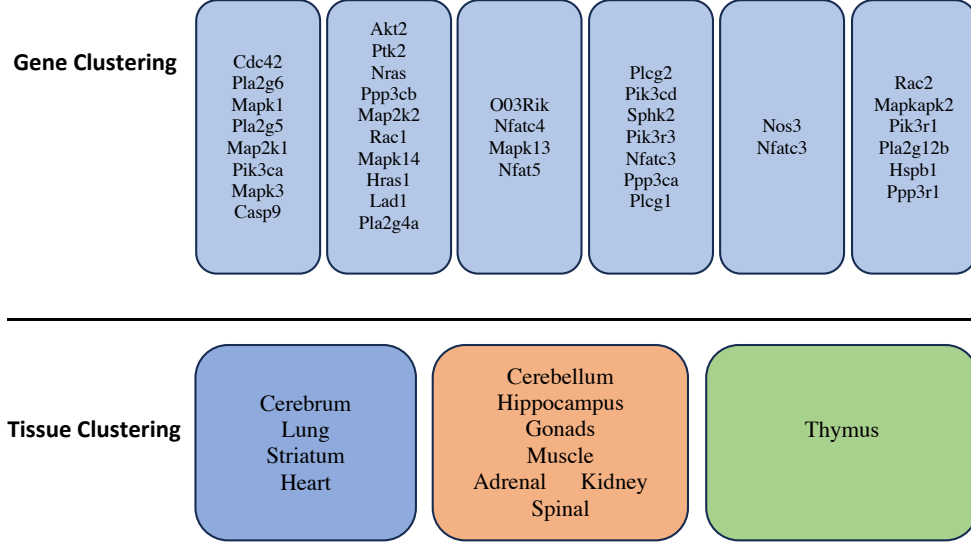 Gene Clustering
Cdc42
Pla2g6
Mapk1
Pla2g5
Map2k1
Pik3ca
Mapk3
Casp9
Akt2
Ptk2
Nras
Ppp3cb
Map2k2
Rac1
Mapk14
Hras1
Lad1
Pla2g4a
O03Rik
Nfatc4
Mapk13
Nfat5
Plcg2
Pik3cd
Sphk2
Pik3r3
Nfatc3
Ppp3ca
Plcg1
Nos3
Nfatc3
Rac2
Mapkapk2
Pik3r1
Pla2g12b
Hspb1
Ppp3r1
Tissue Clustering
Cerebrum
Lung
Striatum
Heart
Cerebellum
Hippocampus
Gonads
Muscle
Adrenal Kidney
Spinal
Thymus